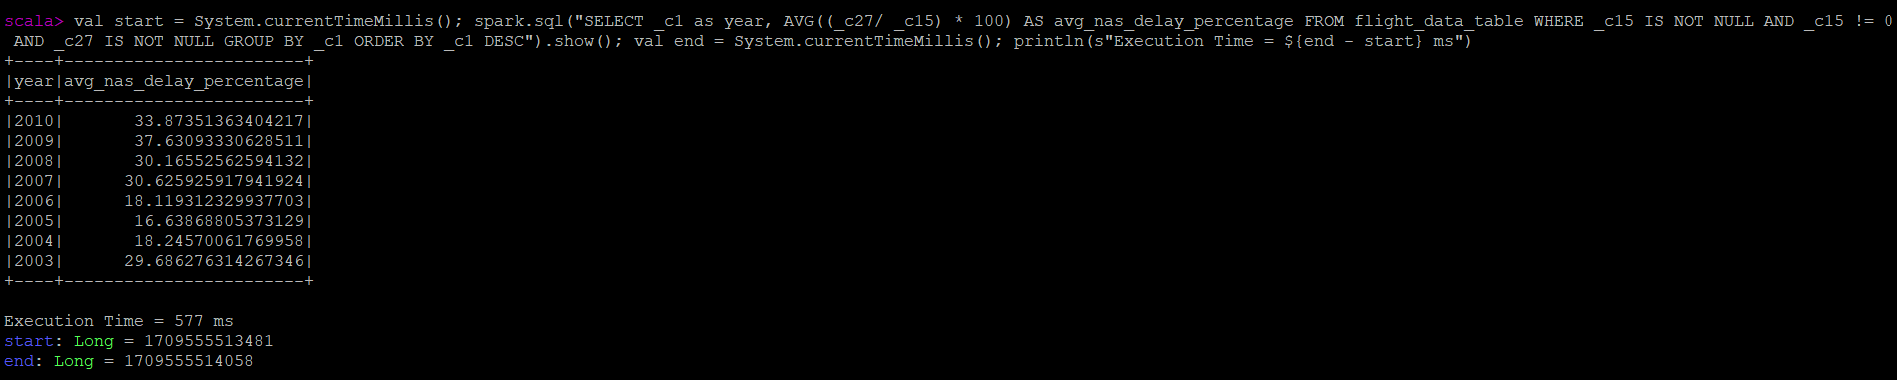 scala> val start = System.currentTimeMillis(); spark.sql("SELECT _c1 as year, AVG((_c27/ _c15) * 100) AS avg_nas_delay_percentage FROM flight_data_table WHERE _c15 IS NOT NULL AND _c15 != 0
 AND _c27 IS NOT NULL GROUP BY _c1 ORDER BY _c1 DESC").show(); val end = System.currentTimeMillis(); println(s"Execution Time = ${end - start} ms")
+----+------------------------+
|year|avg_nas_delay_percentage|
+----+------------------------+
|2010|       33.87351363404217|
|2009|       37.63093330628511|
|2008|       30.16552562594132|
|2007|      30.625925917941924|
|2006|      18.119312329937703|
|2005|       16.63868805373129|
|2004|       18.24570061769958|
|2003|      29.686276314267346|
+----+------------------------+
Execution Time = 577 ms
start: Long = 1709555513481
end: Long = 1709555514058